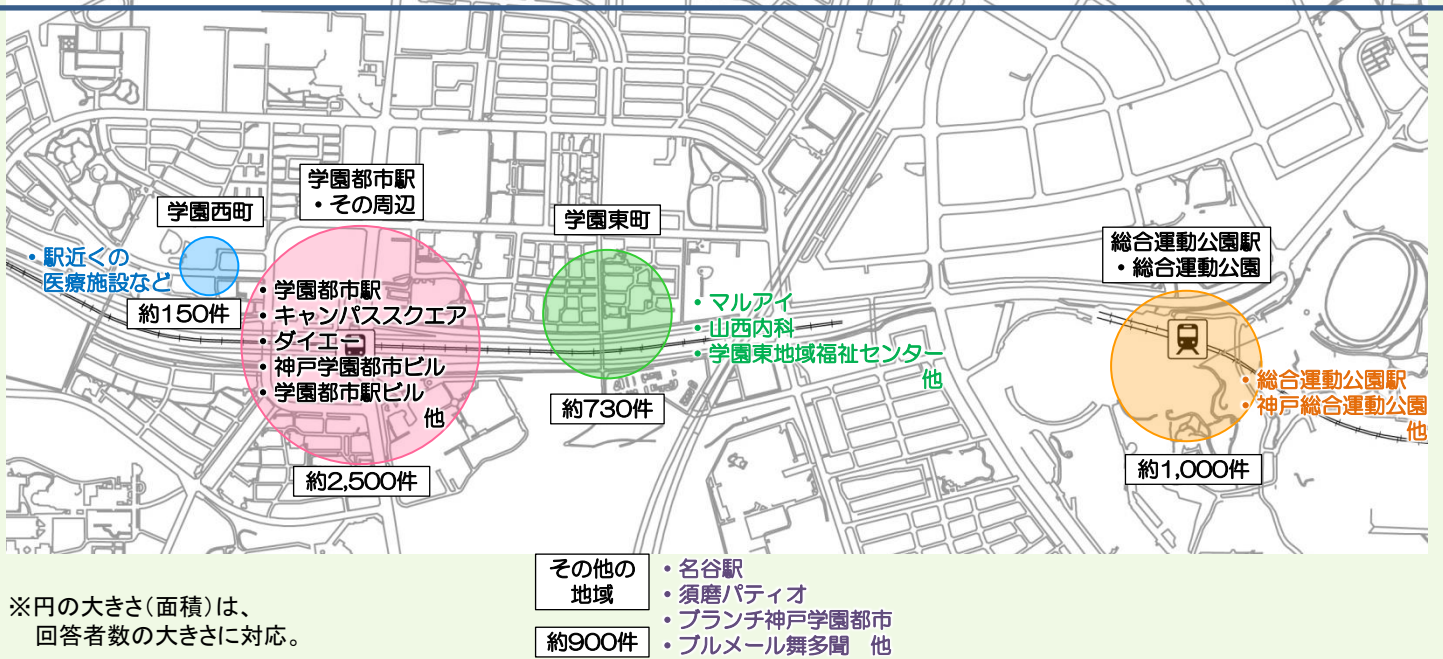 学園西町
・駅近くの
医療施設など
約150件
学園都市駅
・その周辺
・学園都市駅
・キャンパススクエア
・ダイエー
・神戸学園都市ビル
・学園都市駅ビル
他
約2,500件
学園東町
・マルアイ
・山西内科
・学園東地域福祉センター
他
約730件
総合運動公園駅
・総合運動公園
・総合運動公園駅
・神戸総合運動公園
他
約1,000件
その他の
地域
約900件
・名谷駅
・須磨パティオ
・ブランチ神戸学園都市
・ブルメール舞多聞 他
※円の大きさ(面積)は、
回答者数の大きさに対応。